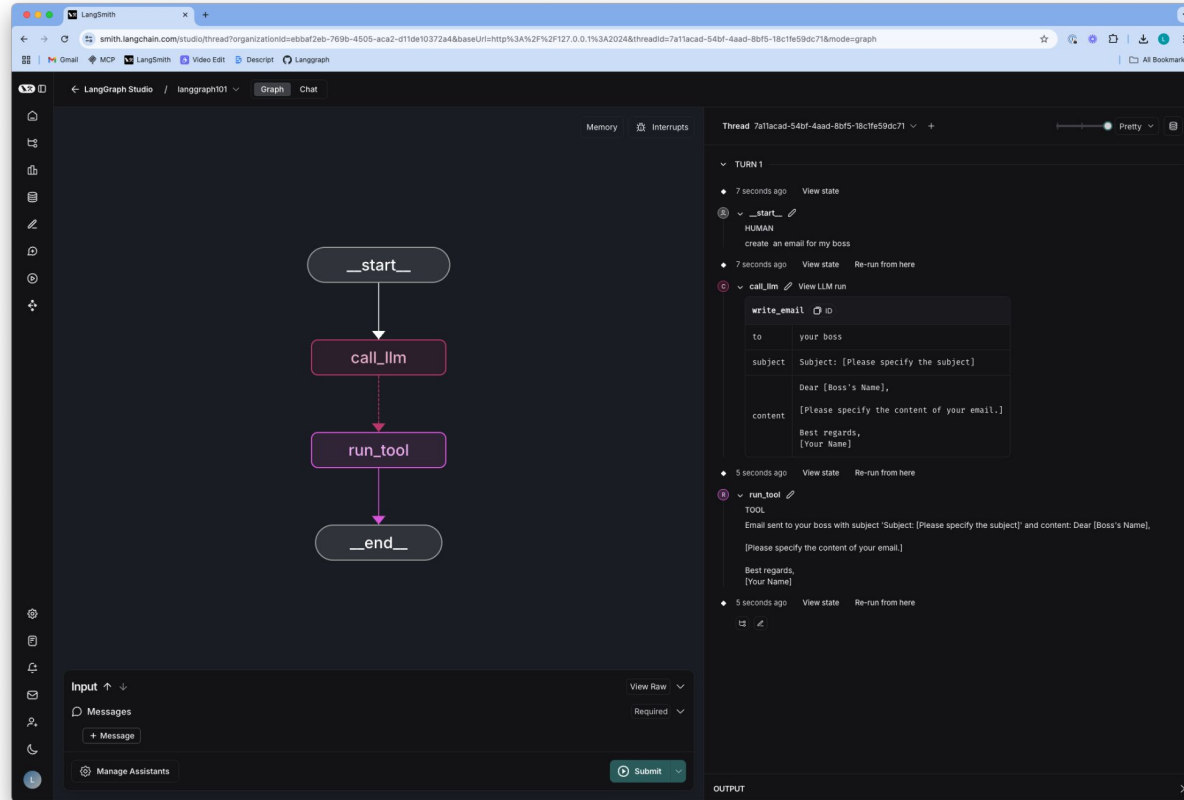 LangSmith
smith.langchain.com/studio/thread?organizationId=ebbaf2eb-769b-4505-aca2-d11de10372a4&baseUrl=http%3A%2F%2F127.0.0.1%3A2024&threadId=7a11acad-54bf-4aad-8bf5-18c1fe59dc71&mode=graph
Gmail MCP LangSmith Video Edit Descript Langgraph All Bookmark
LangGraph Studio / langgraph101 Graph Chat
Memory Interrupts
__start__
call_llm
run_tool
__end__
Input
View Raw
Messages
Required
+ Message
Manage Assistants
Submit
L
Thread 7a11acad-54bf-4aad-8bf5-18c1fe59dc71 +
Pretty
TURN 1
7 seconds ago View state
__start__
HUMAN
create an email for my boss
7 seconds ago View state Re-run from here
C call_llm View LLM run
write_email ID
to your boss
subject Subject: [Please specify the subject]
content
Dear [Boss's Name],
[Please specify the content of your email.]
Best regards,
[Your Name]
5 seconds ago View state Re-run from here
R run_tool
TOOL
Email sent to your boss with subject 'Subject: [Please specify the subject]' and content: Dear [Boss's Name],
[Please specify the content of your email.]
Best regards,
[Your Name]
5 seconds ago View state Re-run from here
OUTPUT